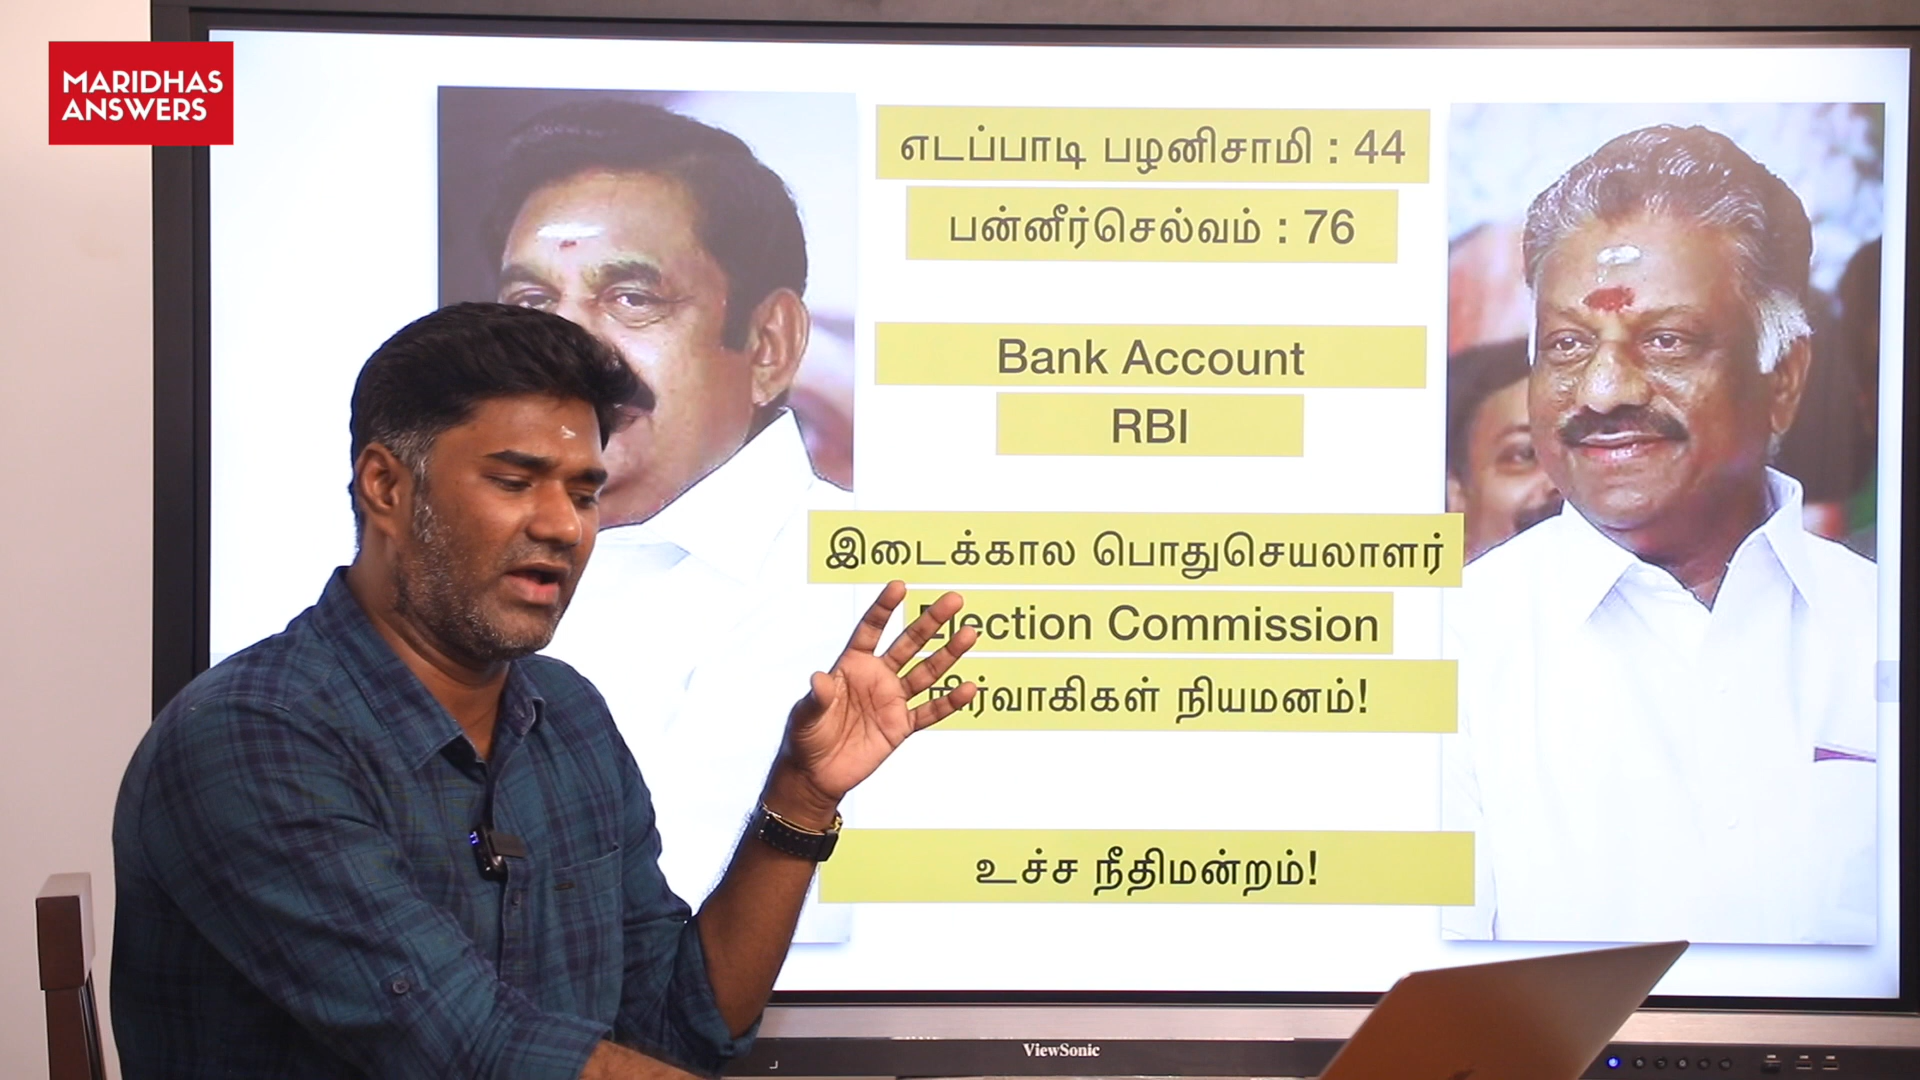 MARIDHAS
ANSWERS
எடப்பாடி பழனிசாமி : 44
பன்னீர்செல்வம் : 76
Bank Account
RBI
இடைக்கால பொதுசெயலாளர்
Election Commission
நிர்வாகிகள் நியமனம்!
உச்ச நீதிமன்றம்!
ViewSonic